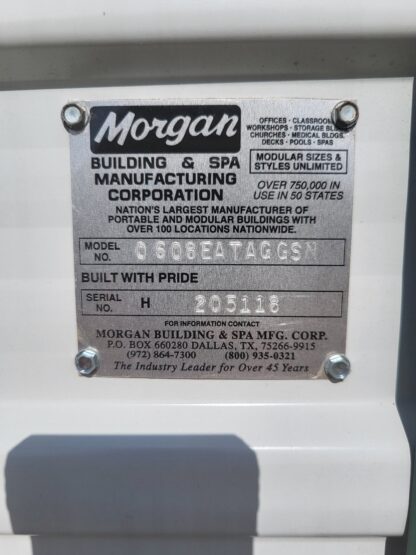 Morgan
OFFICES · CLASSROOMS
WORKSHOPS · STORAGE BLDGS
CHURCHES · MEDICAL BLDGS.
DECKS · POOLS · SPAS
BUILDING & SPA
MANUFACTURING
CORPORATION
MODULAR SIZES &
STYLES UNLIMITED
OVER 750,000 IN
USE IN 50 STATES
NATION'S LARGEST MANUFACTURER OF
PORTABLE AND MODULAR BUILDINGS WITH
OVER 100 LOCATIONS NATIONWIDE.
MODEL NO. 0608EATAGGSN
BUILT WITH PRIDE
SERIAL NO. H 205118
FOR INFORMATION CONTACT
MORGAN BUILDING & SPA MFG. CORP.
P.O. BOX 660280 DALLAS, TX, 75266-9915
(972) 864-7300 (800) 935-0321
The Industry Leader for Over 45 Years